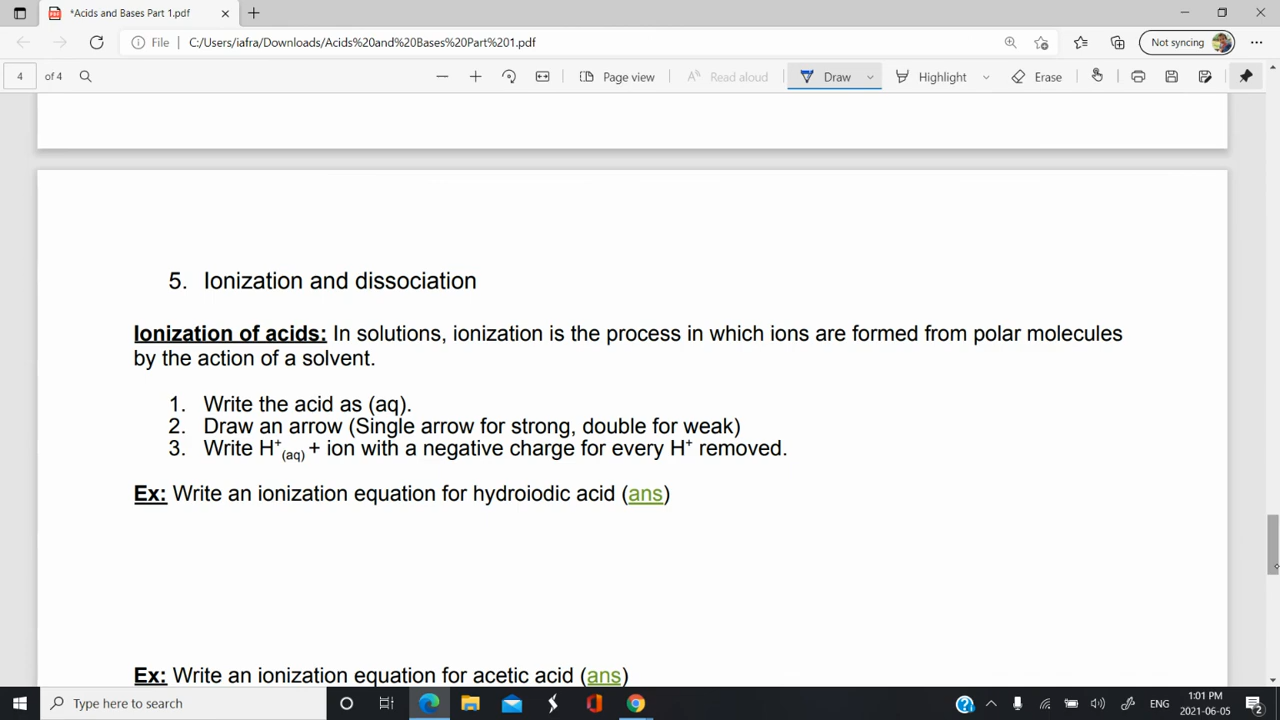 *Acids and Bases Part 1.pdf
File C:/Users/iafra/Downloads/Acids%20and%20Bases%20Part%201.pdf
Not syncing
4 of 4
Page view
Read aloud
Draw
Highlight
Erase
5. Ionization and dissociation
Ionization of acids: In solutions, ionization is the process in which ions are formed from polar molecules
by the action of a solvent.
1. Write the acid as (aq).
2. Draw an arrow (Single arrow for strong, double for weak)
3. Write H⁺(aq) + ion with a negative charge for every H⁺ removed.
Ex: Write an ionization equation for hydroiodic acid (ans)
Ex: Write an ionization equation for acetic acid (ans)
Type here to search
ENG
1:01 PM
2021-06-05
2